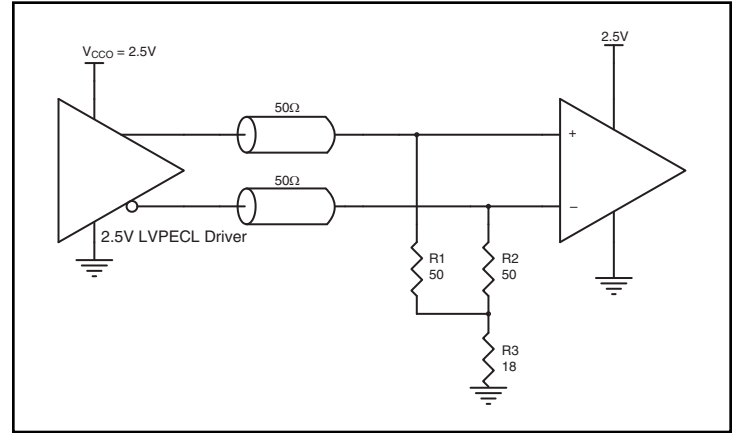 V_CCO = 2.5V
2.5V
50Ω
+
50Ω
−
2.5V LVPECL Driver
R1
50
R2
50
R3
18